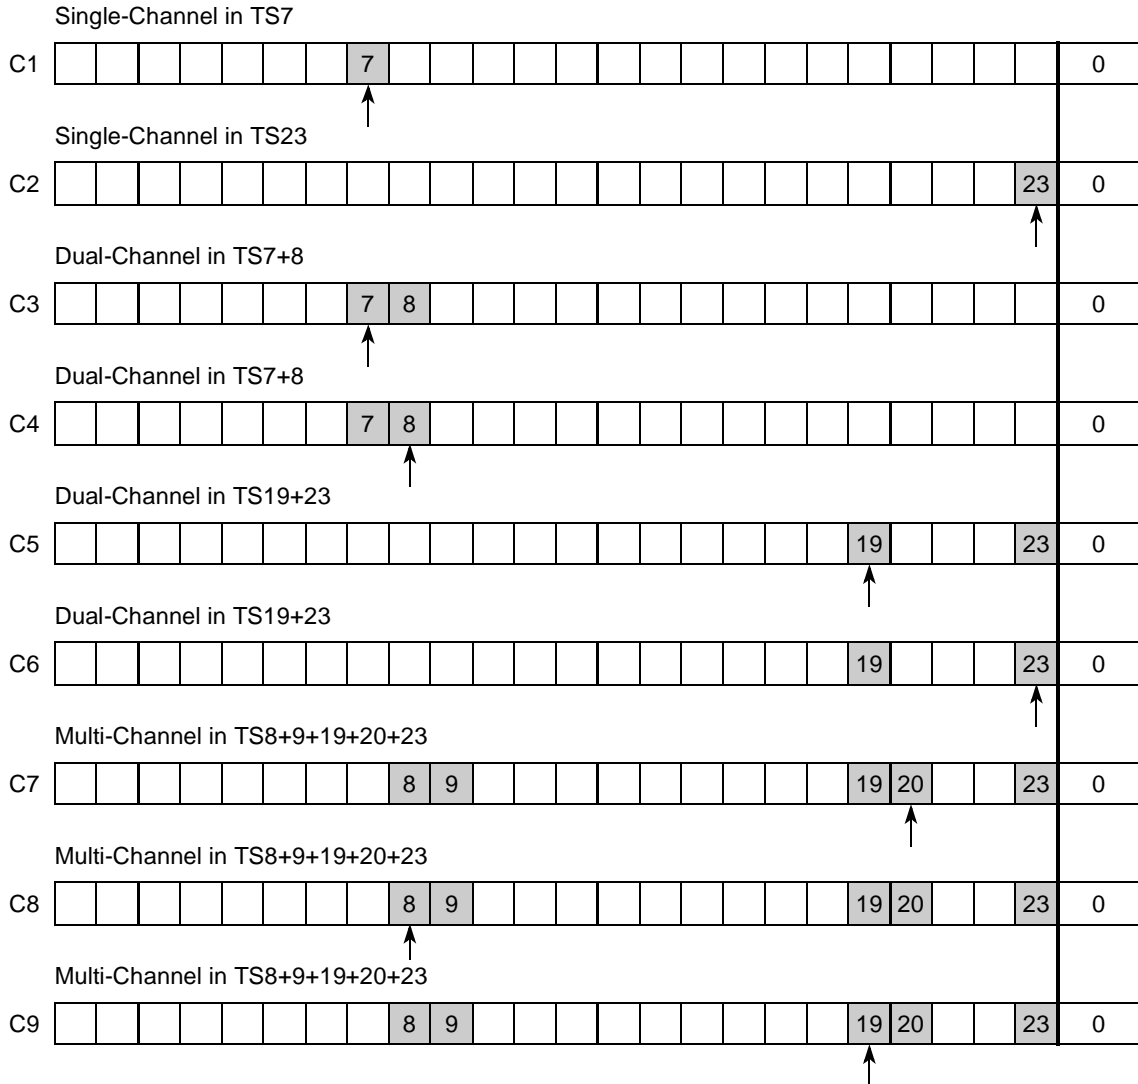 Single-Channel in TS7
C1 7 0
Single-Channel in TS23
C2 23 0
Dual-Channel in TS7+8
C3 7 8 0
Dual-Channel in TS7+8
C4 7 8 0
Dual-Channel in TS19+23
C5 19 23 0
Dual-Channel in TS19+23
C6 19 23 0
Multi-Channel in TS8+9+19+20+23
C7 8 9 19 20 23 0
Multi-Channel in TS8+9+19+20+23
C8 8 9 19 20 23 0
Multi-Channel in TS8+9+19+20+23
C9 8 9 19 20 23 0